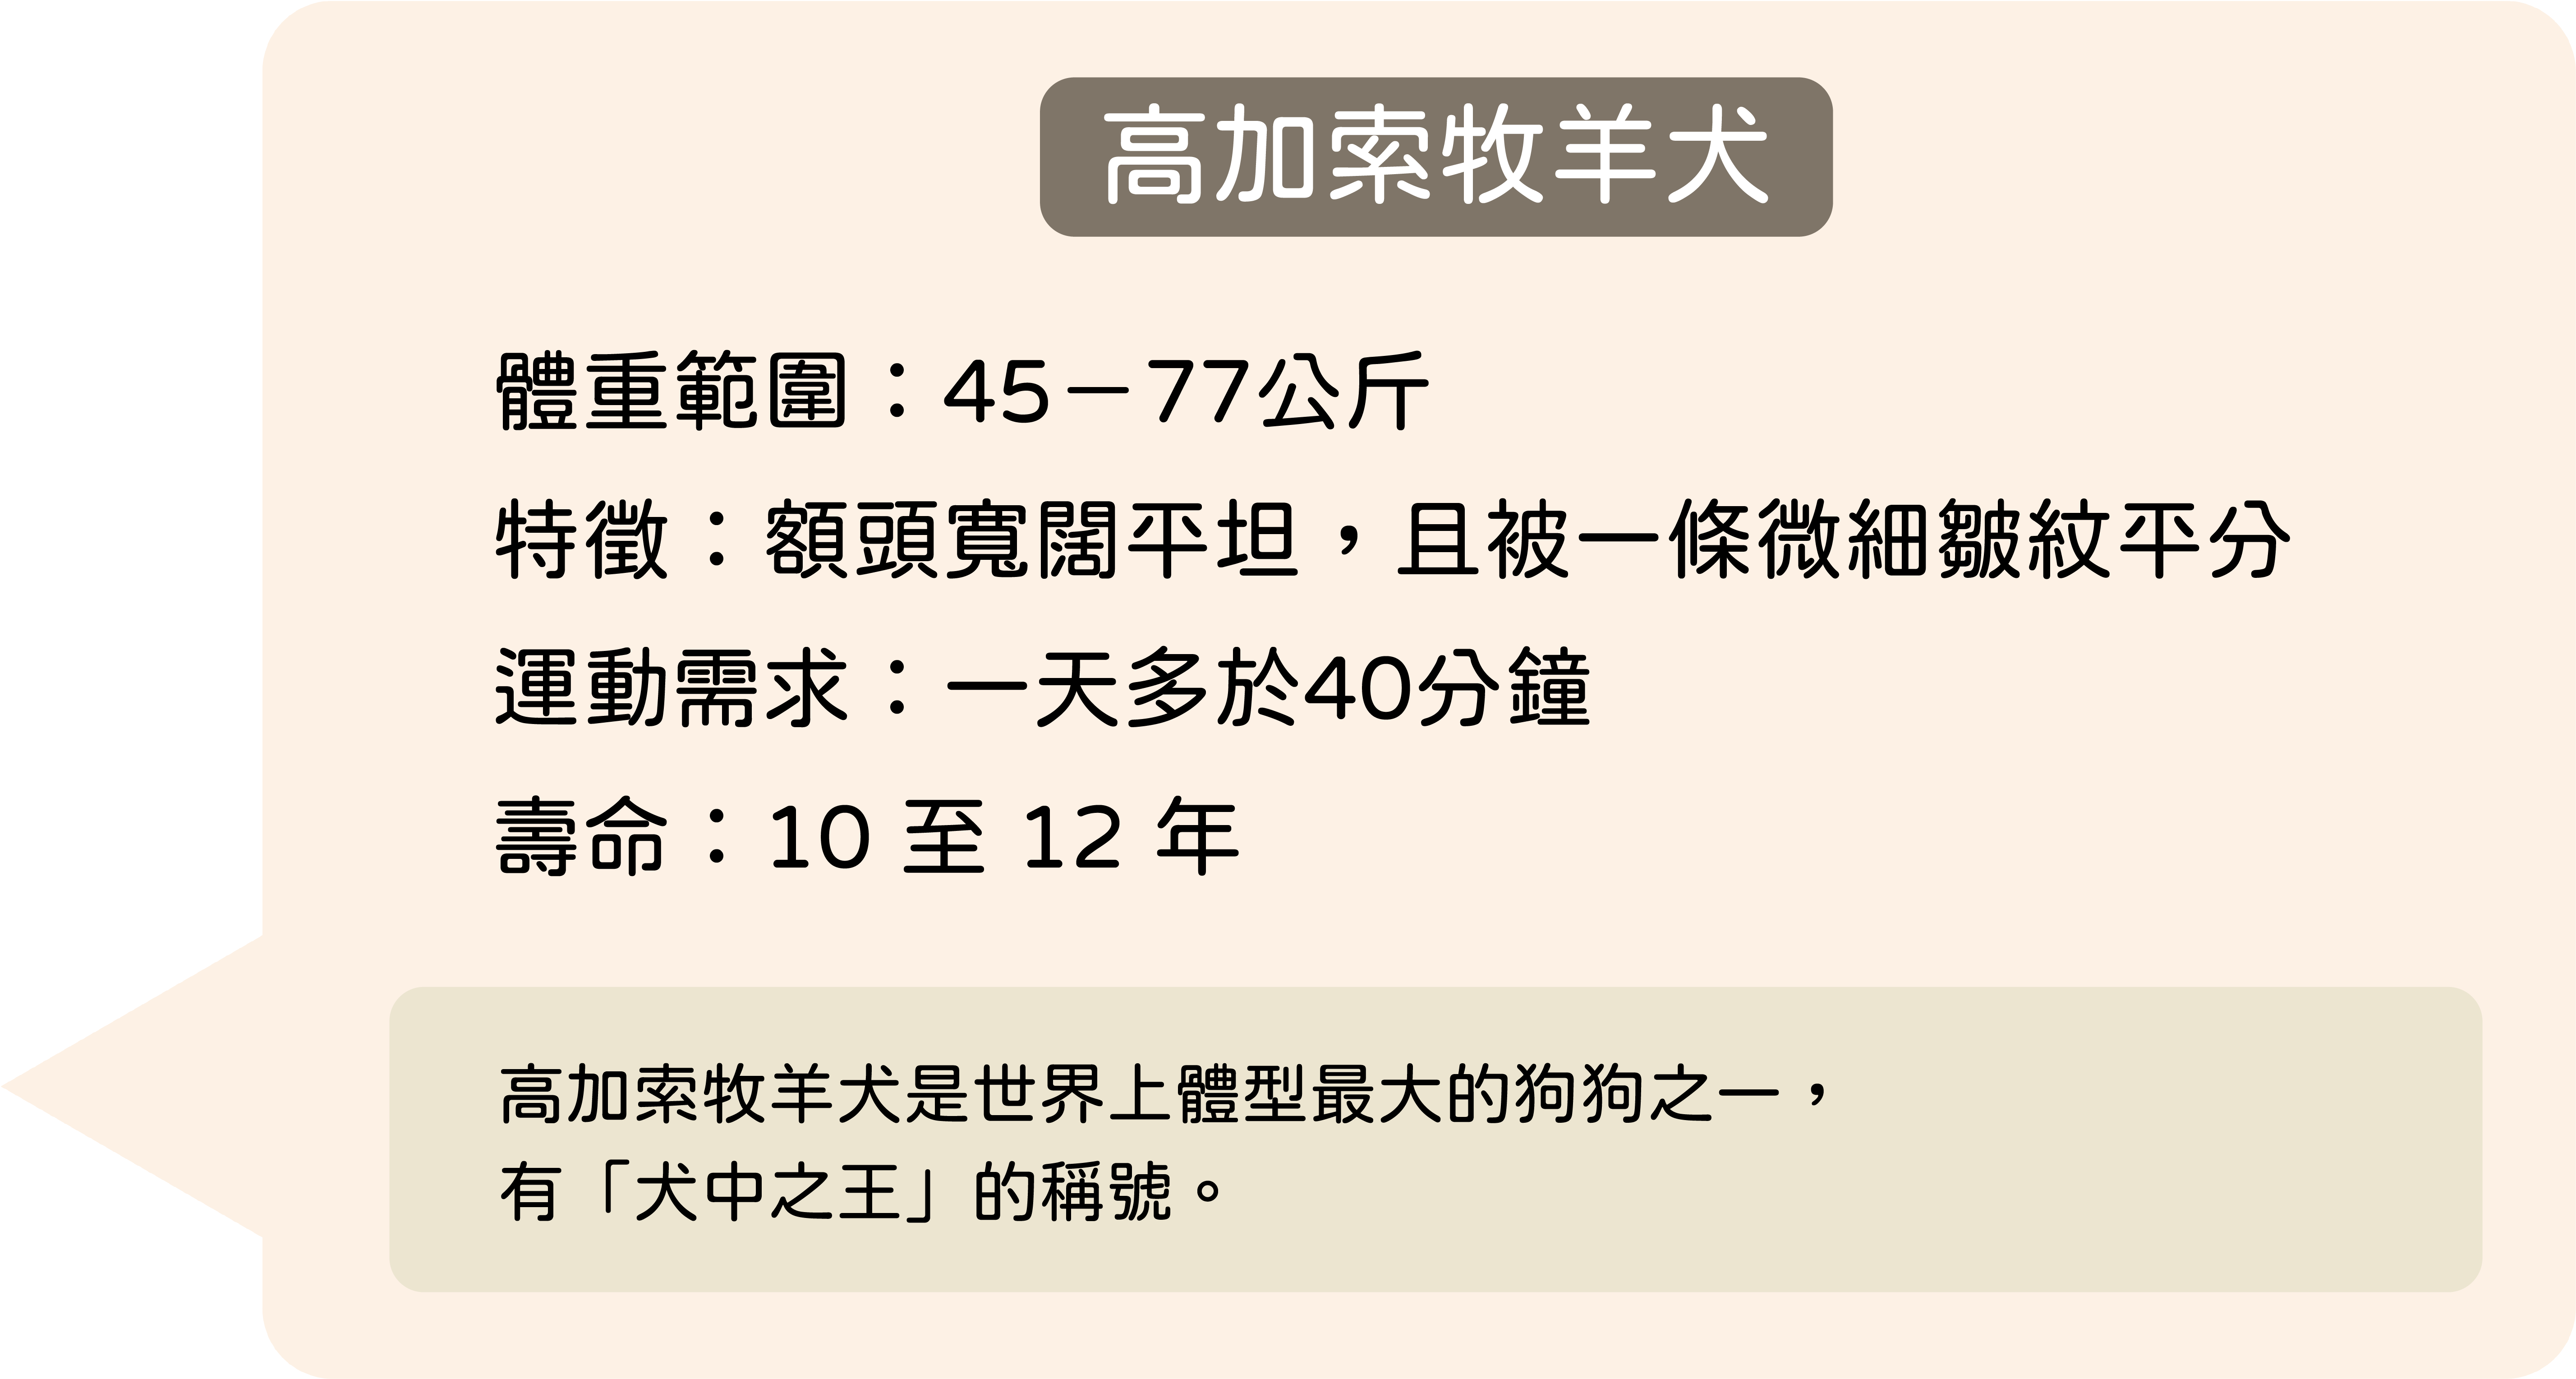 高加索牧羊犬
體重範圍：45－77公斤
特徵：額頭寬闊平坦，且被一條微細皺紋平分
運動需求：一天多於40分鐘
壽命：10 至 12 年
高加索牧羊犬是世界上體型最大的狗狗之一，
有「犬中之王」的稱號。